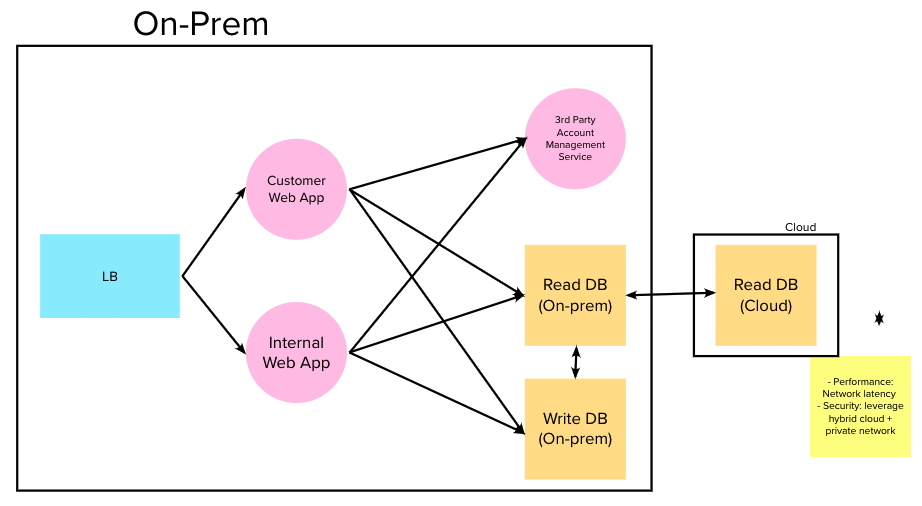 On-Prem
3rd Party
Account
Management
Service
Customer
Web App
Cloud
LB
Read DB
(On-prem)
Read DB
(Cloud)
Internal
Web App
Write DB
(On-prem)
- Performance:
Network latency
- Security: leverage
hybrid cloud +
private network